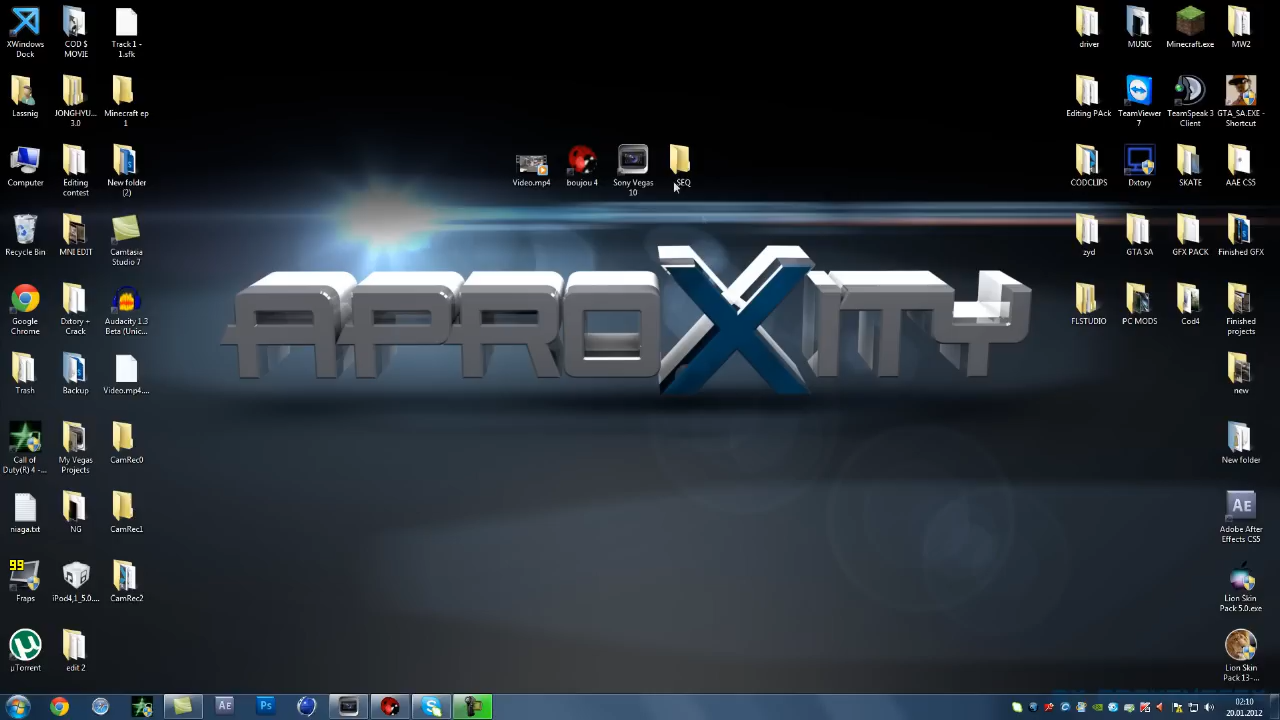 XWindows
Dock
COD $
MOVIE
Track 1 -
1.sfk
Lassnig
JONGHYU...
3.0
Minecraft ep
1
Computer
Editing
contest
New folder
(2)
Recycle Bin
MNI EDIT
Camtasia
Studio 7
Google
Chrome
Dxtory +
Crack
Audacity 1.3
Beta (Unic...
Trash
Backup
Video.mp4....
Call of
Duty(R) 4 -...
My Vegas
Projects
CamRec0
niaga.txt
NG
CamRec1
99
Fraps
iPod4,1_5.0....
CamRec2
µTorrent
edit 2
Video.mp4
boujou 4
Sony Vegas
10
SEQ
APROXITY
driver
MUSIC
Minecraft.exe
MW2
Editing PAck
TeamViewer
7
TeamSpeak 3
Client
GTA_SA.EXE -
Shortcut
CODCLIPS
Dxtory
SKATE
AAE CS5
zyd
GTA SA
GFX PACK
Finished GFX
FLSTUDIO
PC MODS
Cod4
Finished
projects
new
New folder
Ae
Adobe After
Effects CS5
Lion Skin
Pack 5.0.exe
Lion Skin
Pack 13-...
Ae
Ps
02:10
20.01.2012